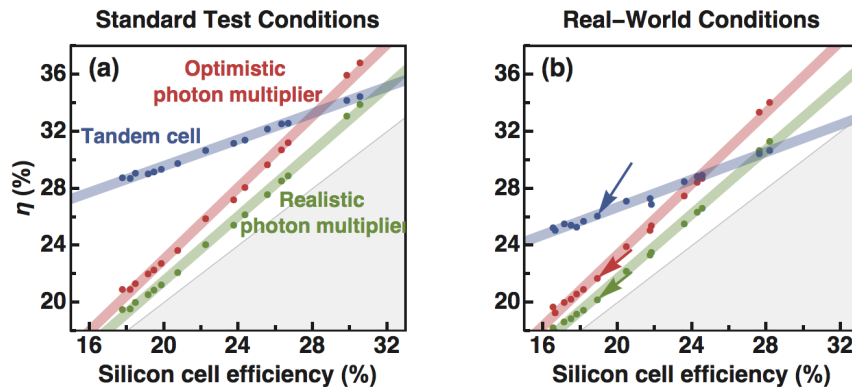 Standard Test Conditions
Real-World Conditions
(a)
Optimistic
photon multiplier
Tandem cell
Realistic
photon multiplier
(b)
η (%)
36
32
28
24
20
16 20 24 28 32
Silicon cell efficiency (%)
36
32
28
24
20
16 20 24 28 32
Silicon cell efficiency (%)